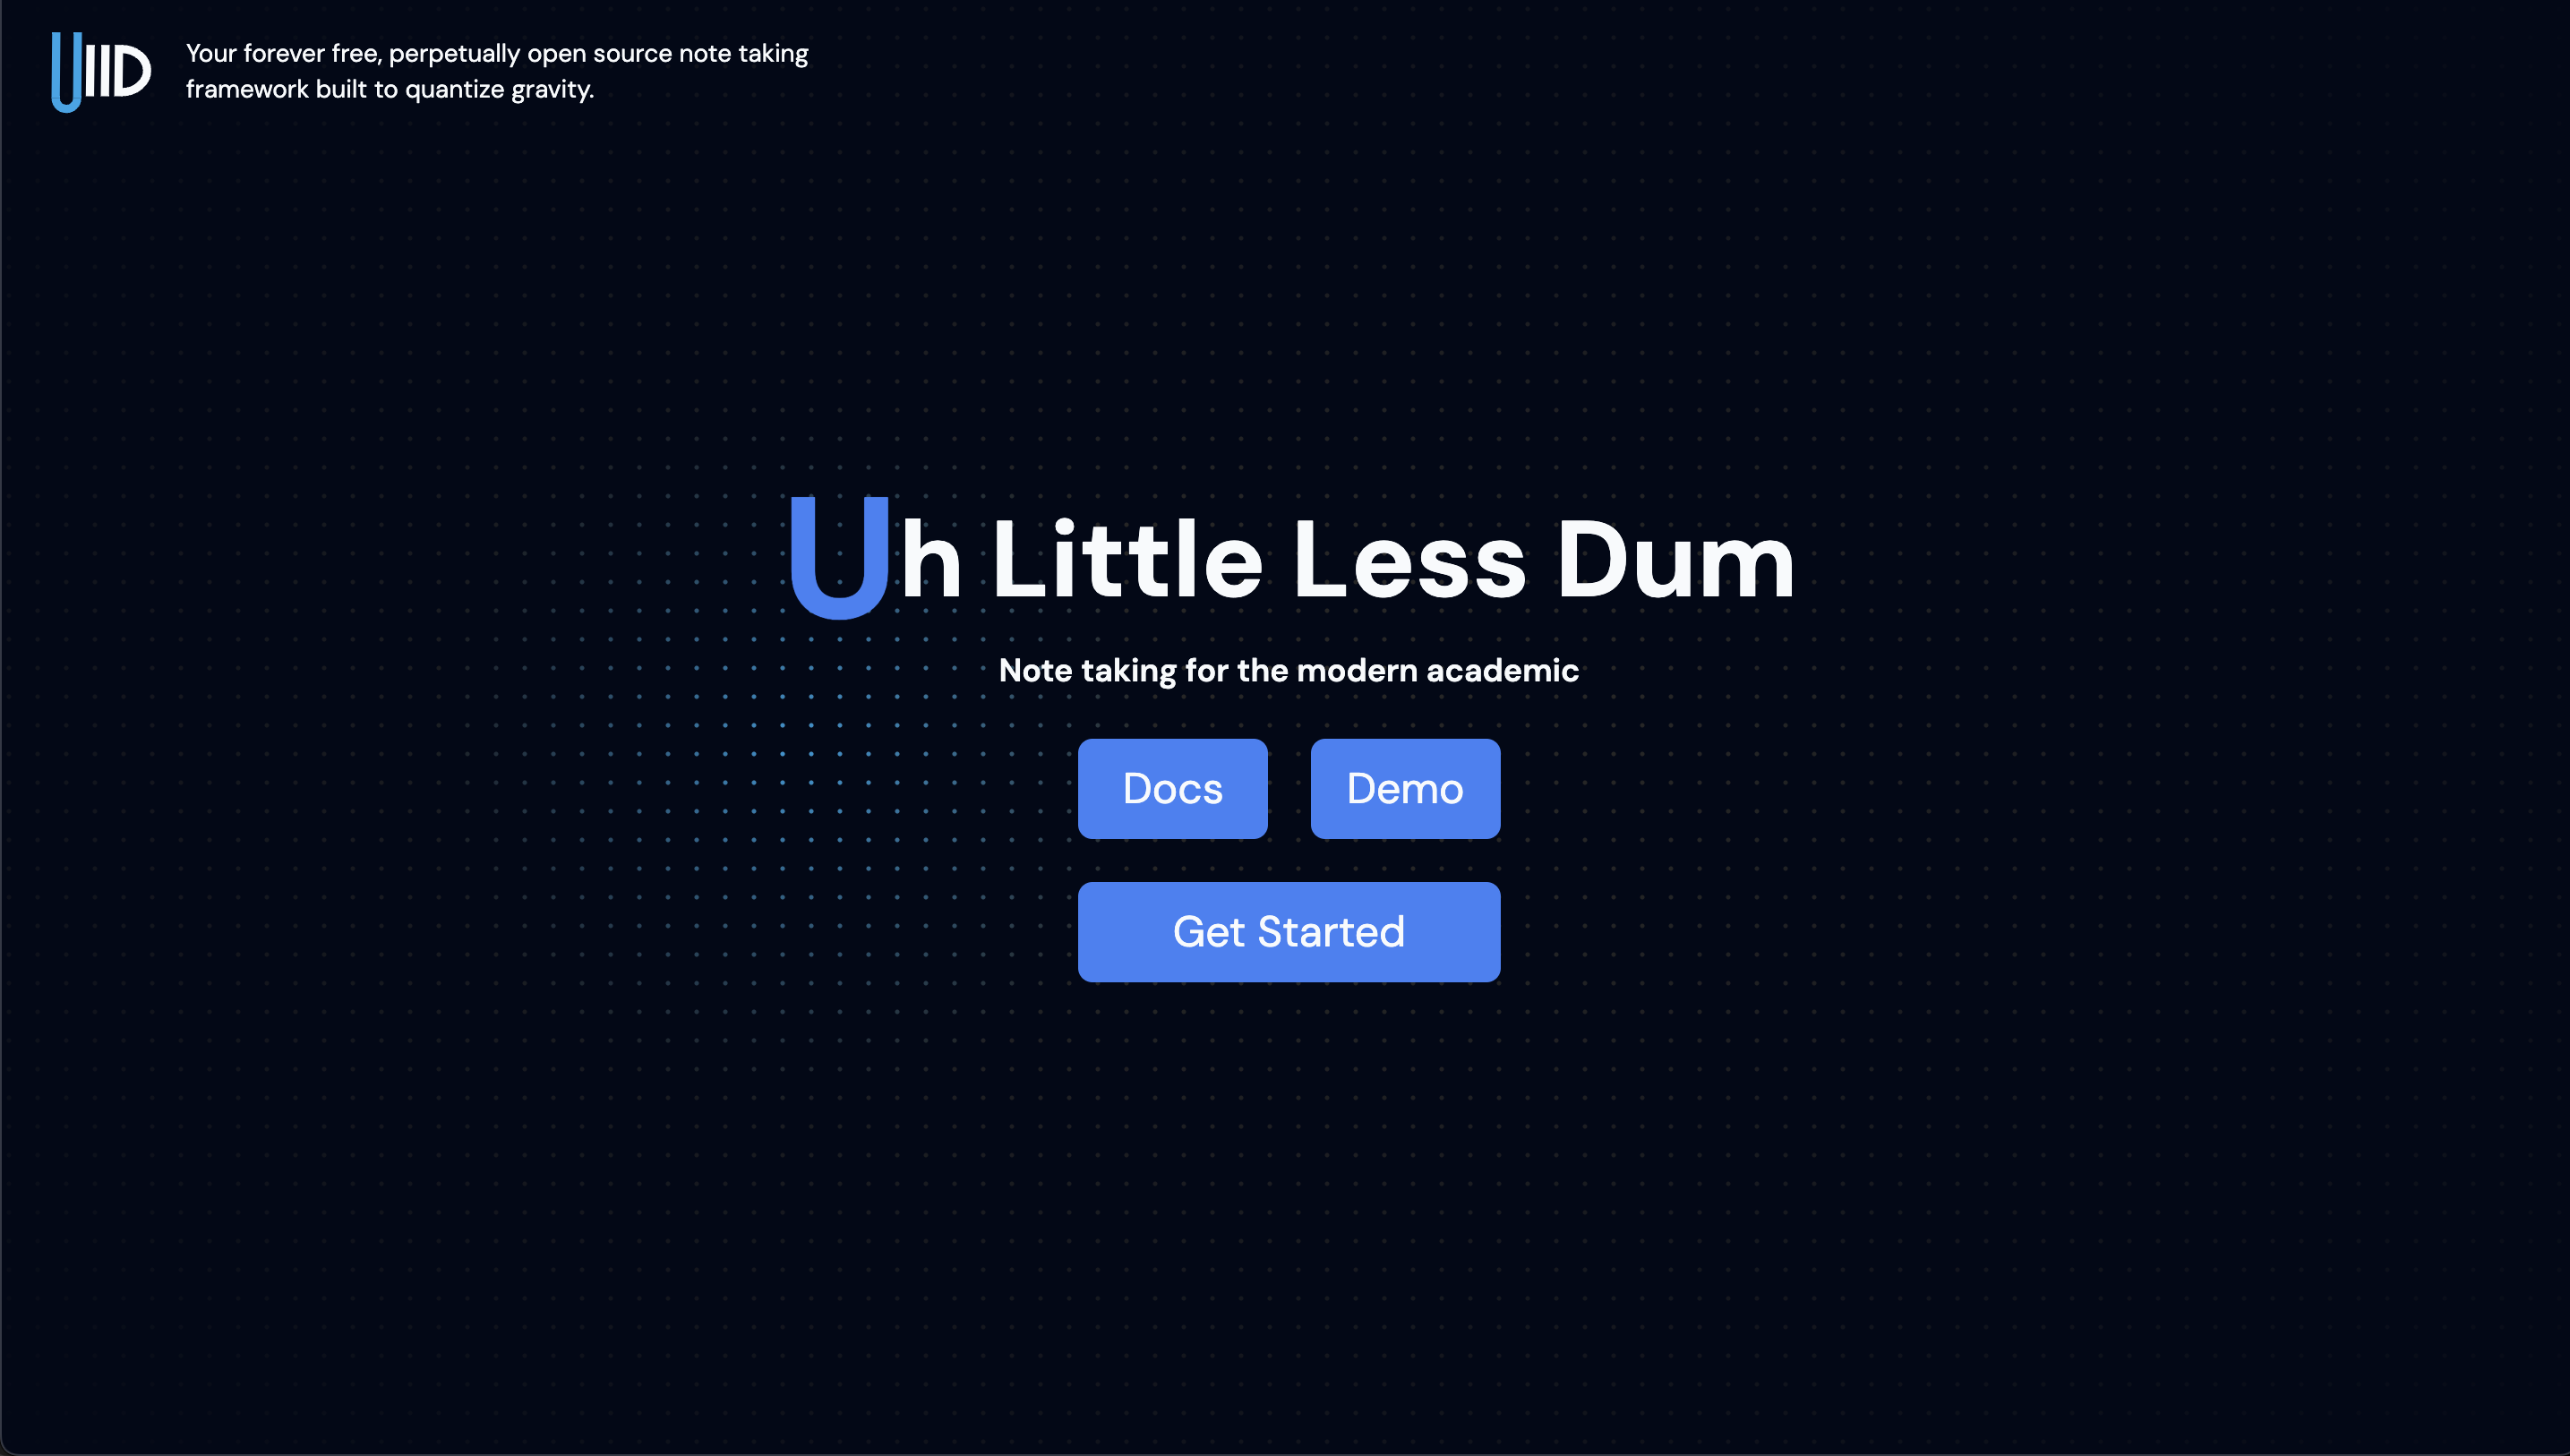 UllD
Your forever free, perpetually open source note taking
framework built to quantize gravity.
Uh Little Less Dum
Note taking for the modern academic
Docs
Demo
Get Started